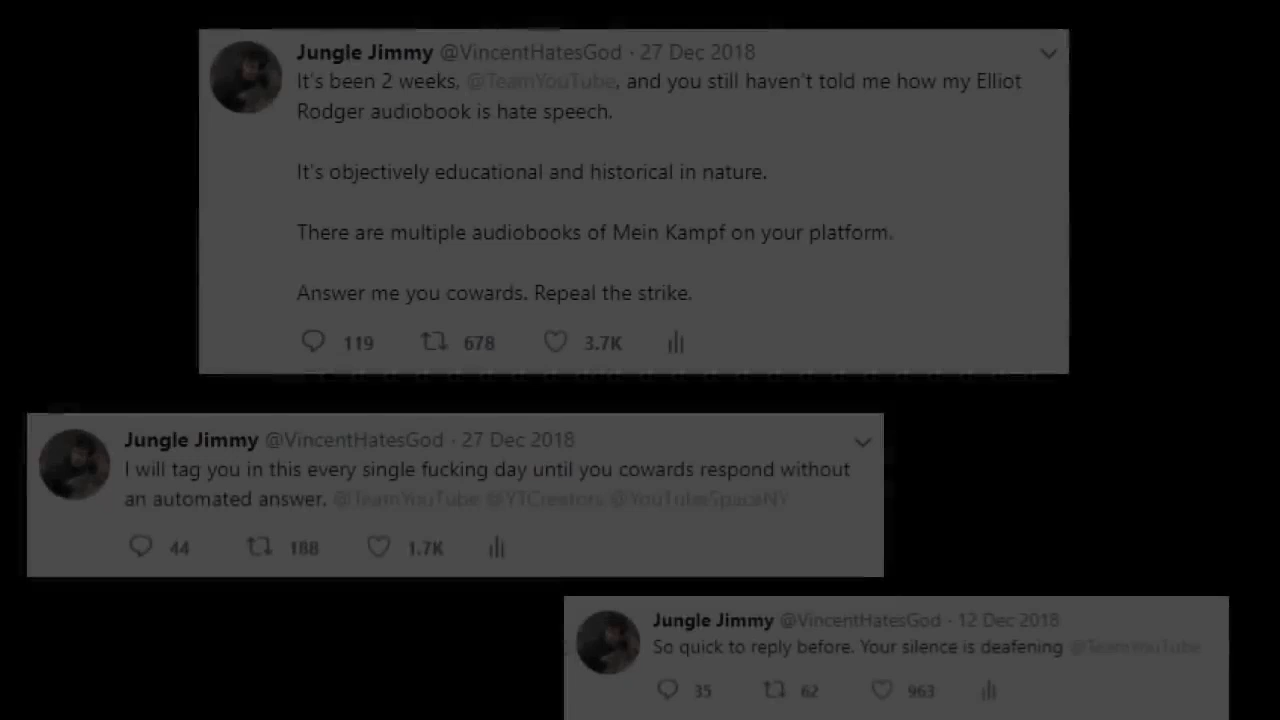 Jungle Jimmy @VincentHatesGod · 27 Dec 2018
It's been 2 weeks, @TeamYouTube, and you still haven't told me how my Elliot
Rodger audiobook is hate speech.
It's objectively educational and historical in nature.
There are multiple audiobooks of Mein Kampf on your platform.
Answer me you cowards. Repeal the strike.
119 678 3.7K
Jungle Jimmy @VincentHatesGod · 27 Dec 2018
I will tag you in this every single fucking day until you cowards respond without
an automated answer. @TeamYouTube @YTCreators @YouTubeSpaceNY
44 188 1.7K
Jungle Jimmy @VincentHatesGod · 12 Dec 2018
So quick to reply before. Your silence is deafening @TeamYouTube
35 62 963